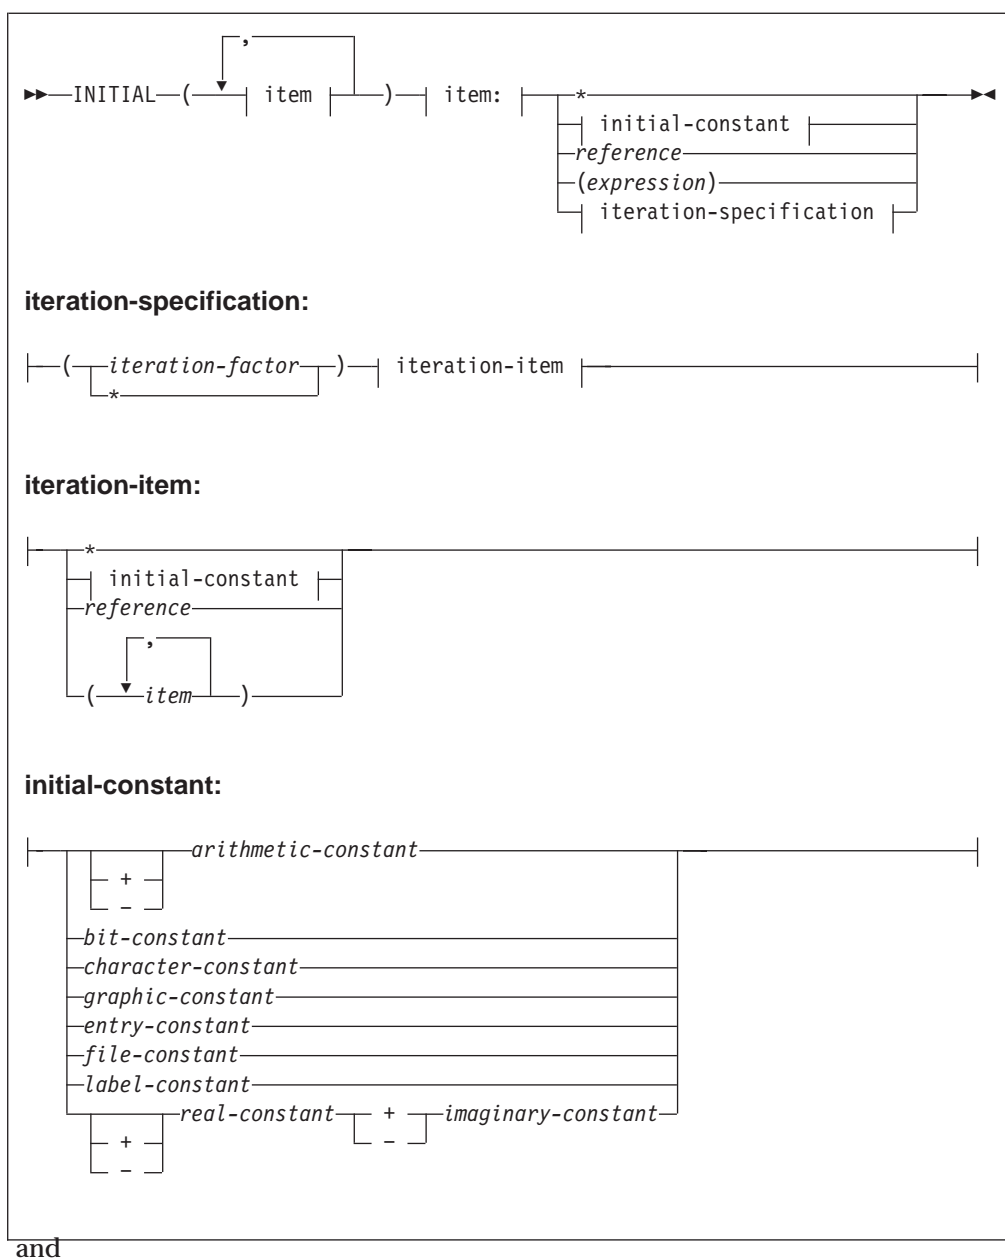 ,
INITIAL ( item ) item: *
initial-constant
reference
(expression)
iteration-specification
iteration-specification:
( iteration-factor ) iteration-item
*
iteration-item:
*
initial-constant
reference
,
( item )
initial-constant:
arithmetic-constant
+
-
bit-constant
character-constant
graphic-constant
entry-constant
file-constant
label-constant
real-constant + imaginary-constant
+ -
-
and